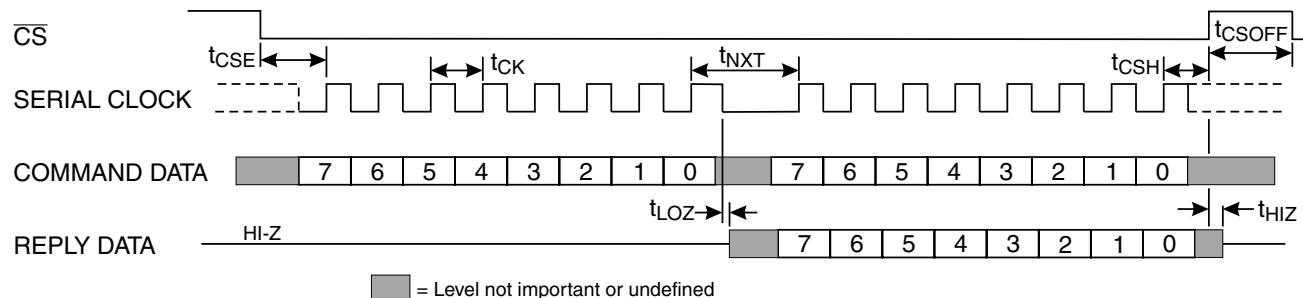 CS tCSOFF
tCSE tCK tNXT tCSH
SERIAL CLOCK
COMMAND DATA 7 6 5 4 3 2 1 0 7 6 5 4 3 2 1 0
tLOZ tHIZ
REPLY DATA HI-Z 7 6 5 4 3 2 1 0
= Level not important or undefined